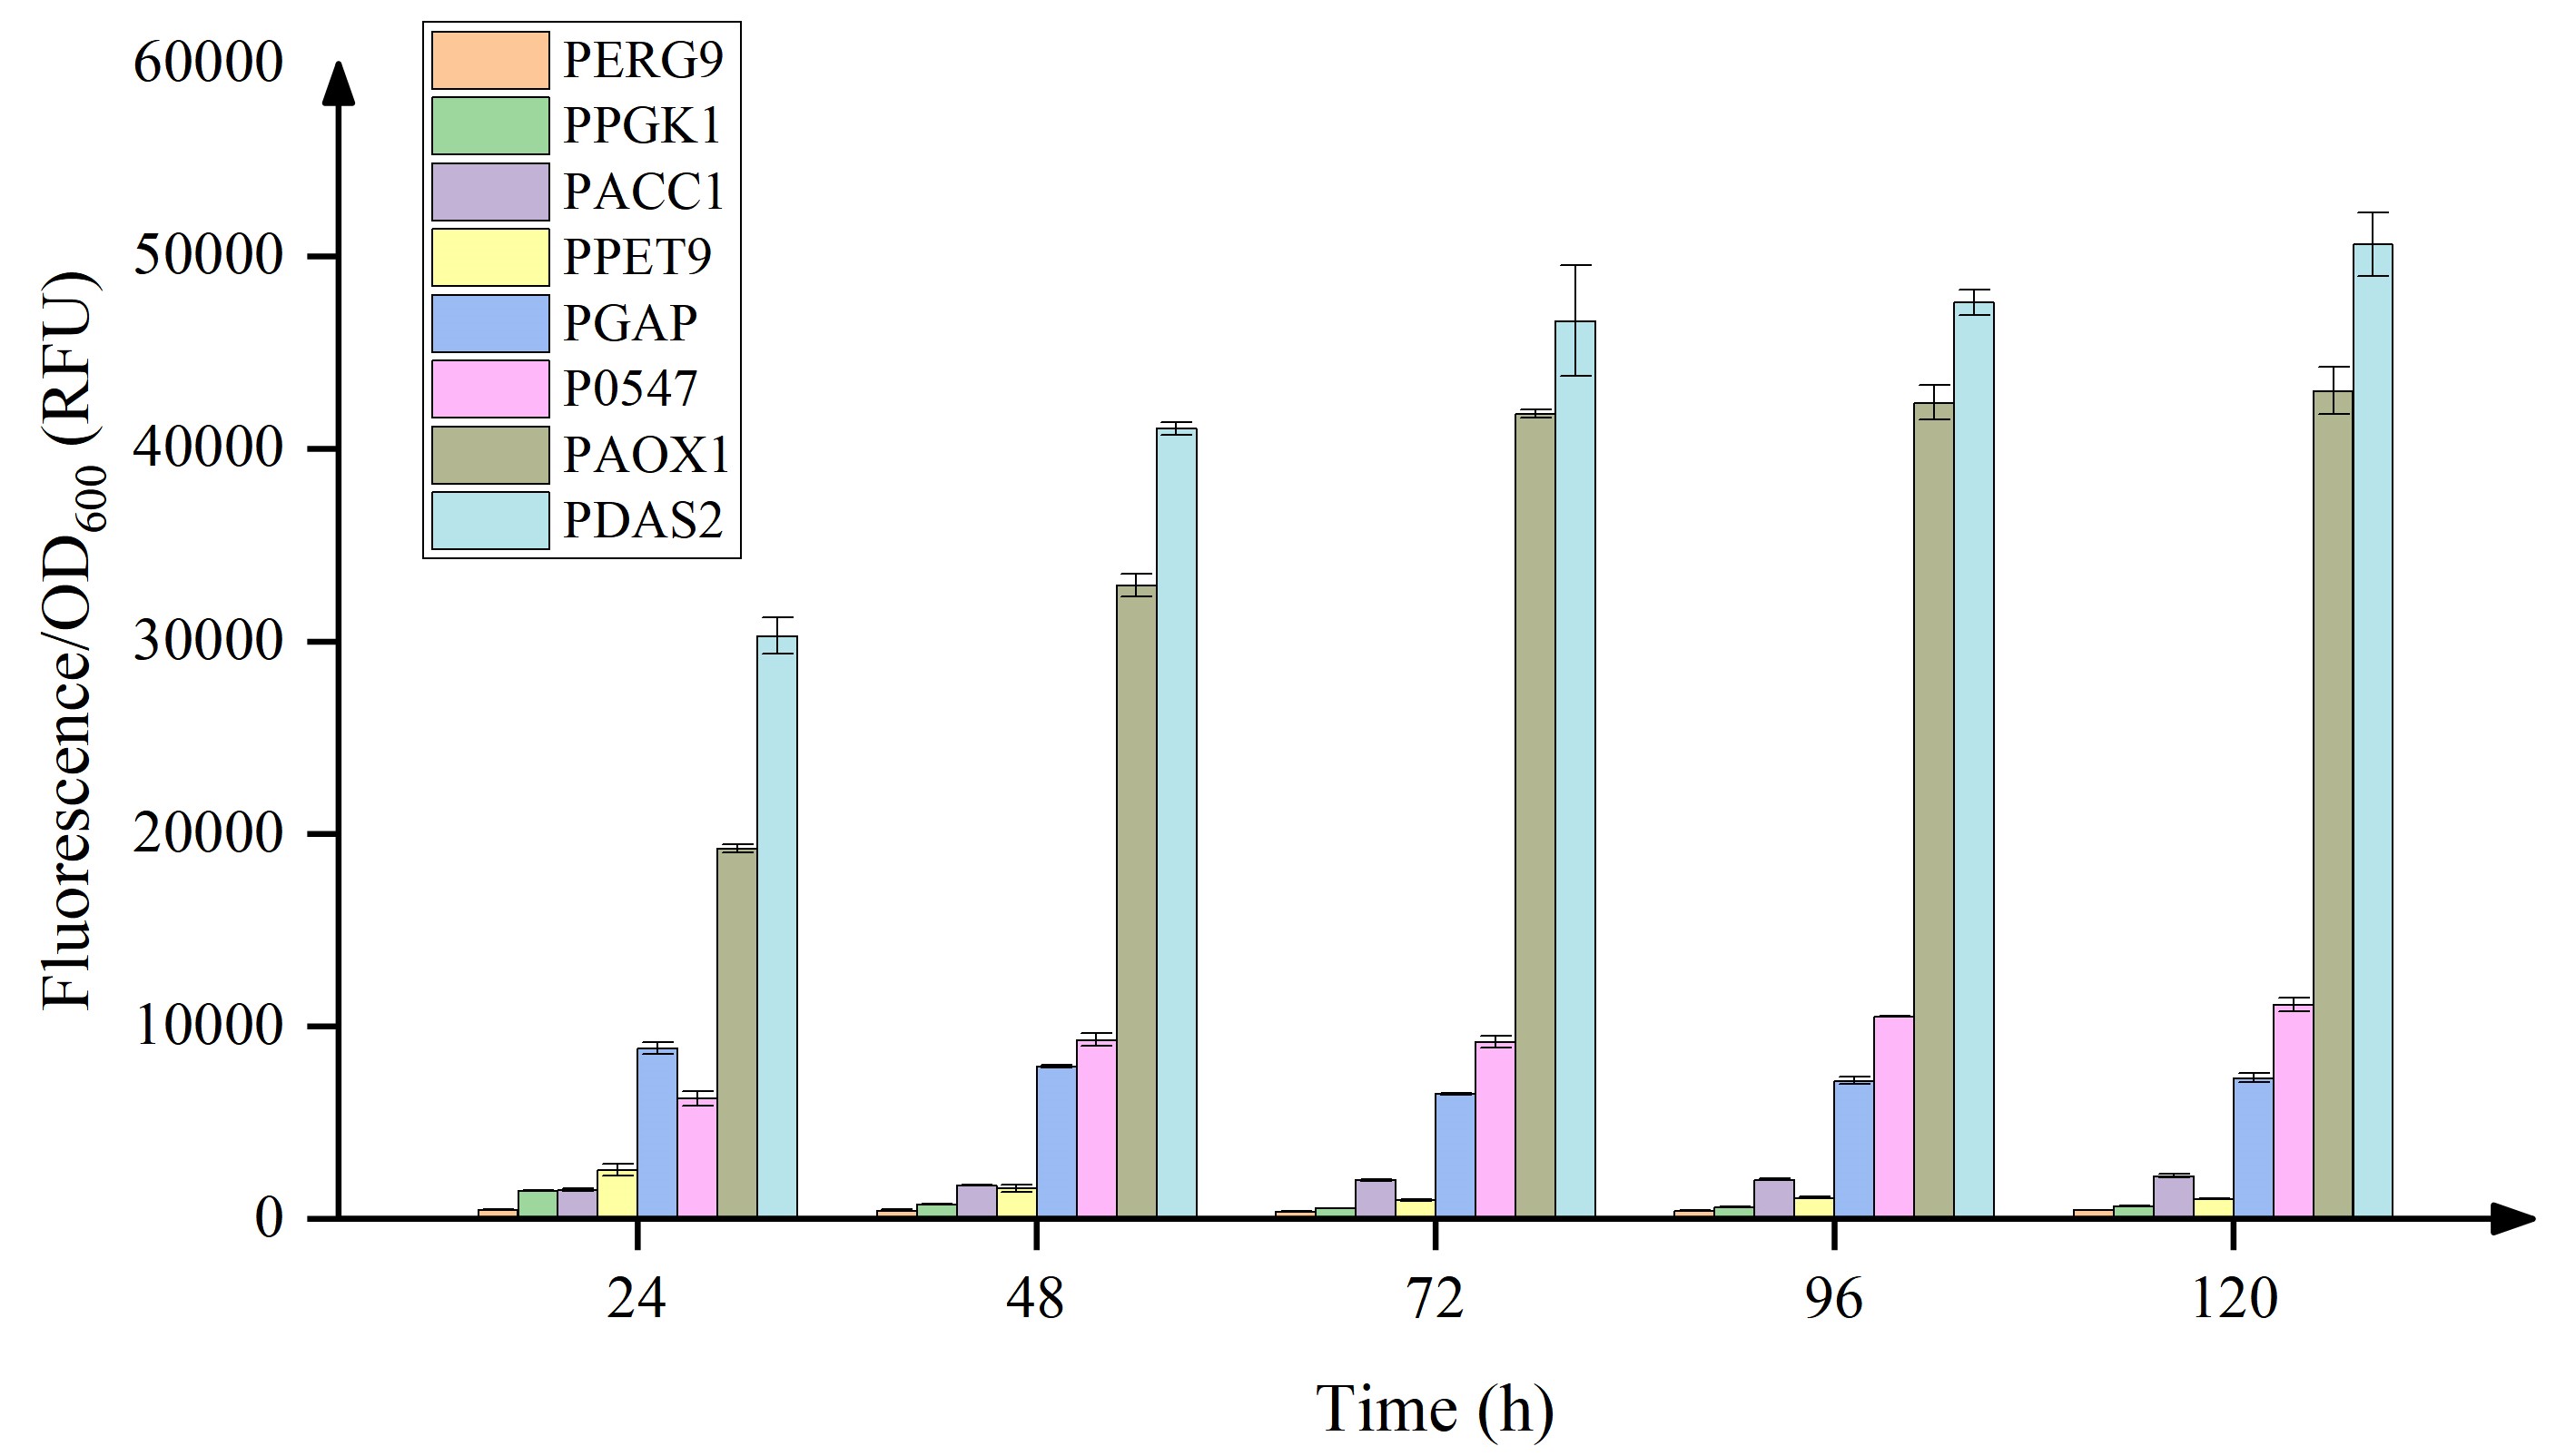 60000
50000
40000
30000
20000
10000
0
Fluorescence/OD600 (RFU)
PERG9
PPGK1
PACC1
PPET9
PGAP
P0547
PAOX1
PDAS2
24 48 72 96 120
Time (h)